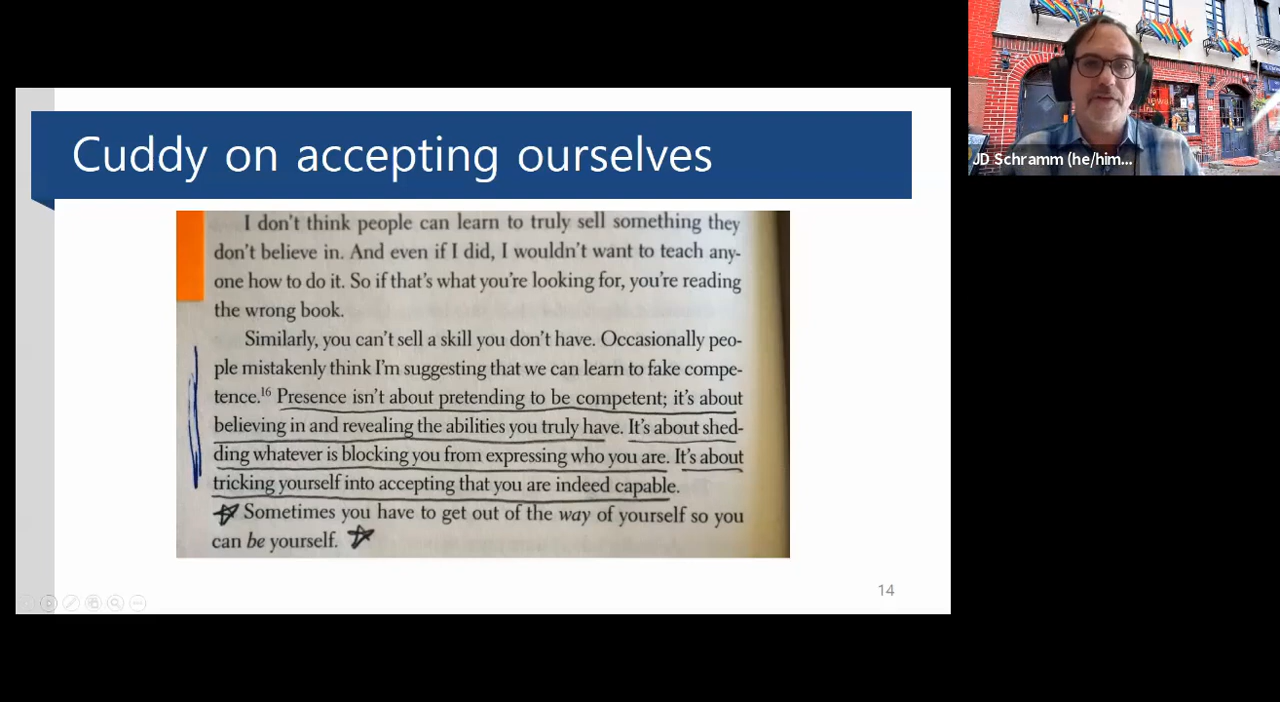 Cuddy on accepting ourselves
I don't think people can learn to truly sell something they
don't believe in. And even if I did, I wouldn't want to teach any-
one how to do it. So if that's what you're looking for, you're reading
the wrong book.
Similarly, you can't sell a skill you don't have. Occasionally peo-
ple mistakenly think I'm suggesting that we can learn to fake compe-
tence.16 Presence isn't about pretending to be competent; it's about
believing in and revealing the abilities you truly have. It's about shed-
ding whatever is blocking you from expressing who you are. It's about
tricking yourself into accepting that you are indeed capable.
Sometimes you have to get out of the way of yourself so you
can be yourself.
14
JD Schramm (he/him...